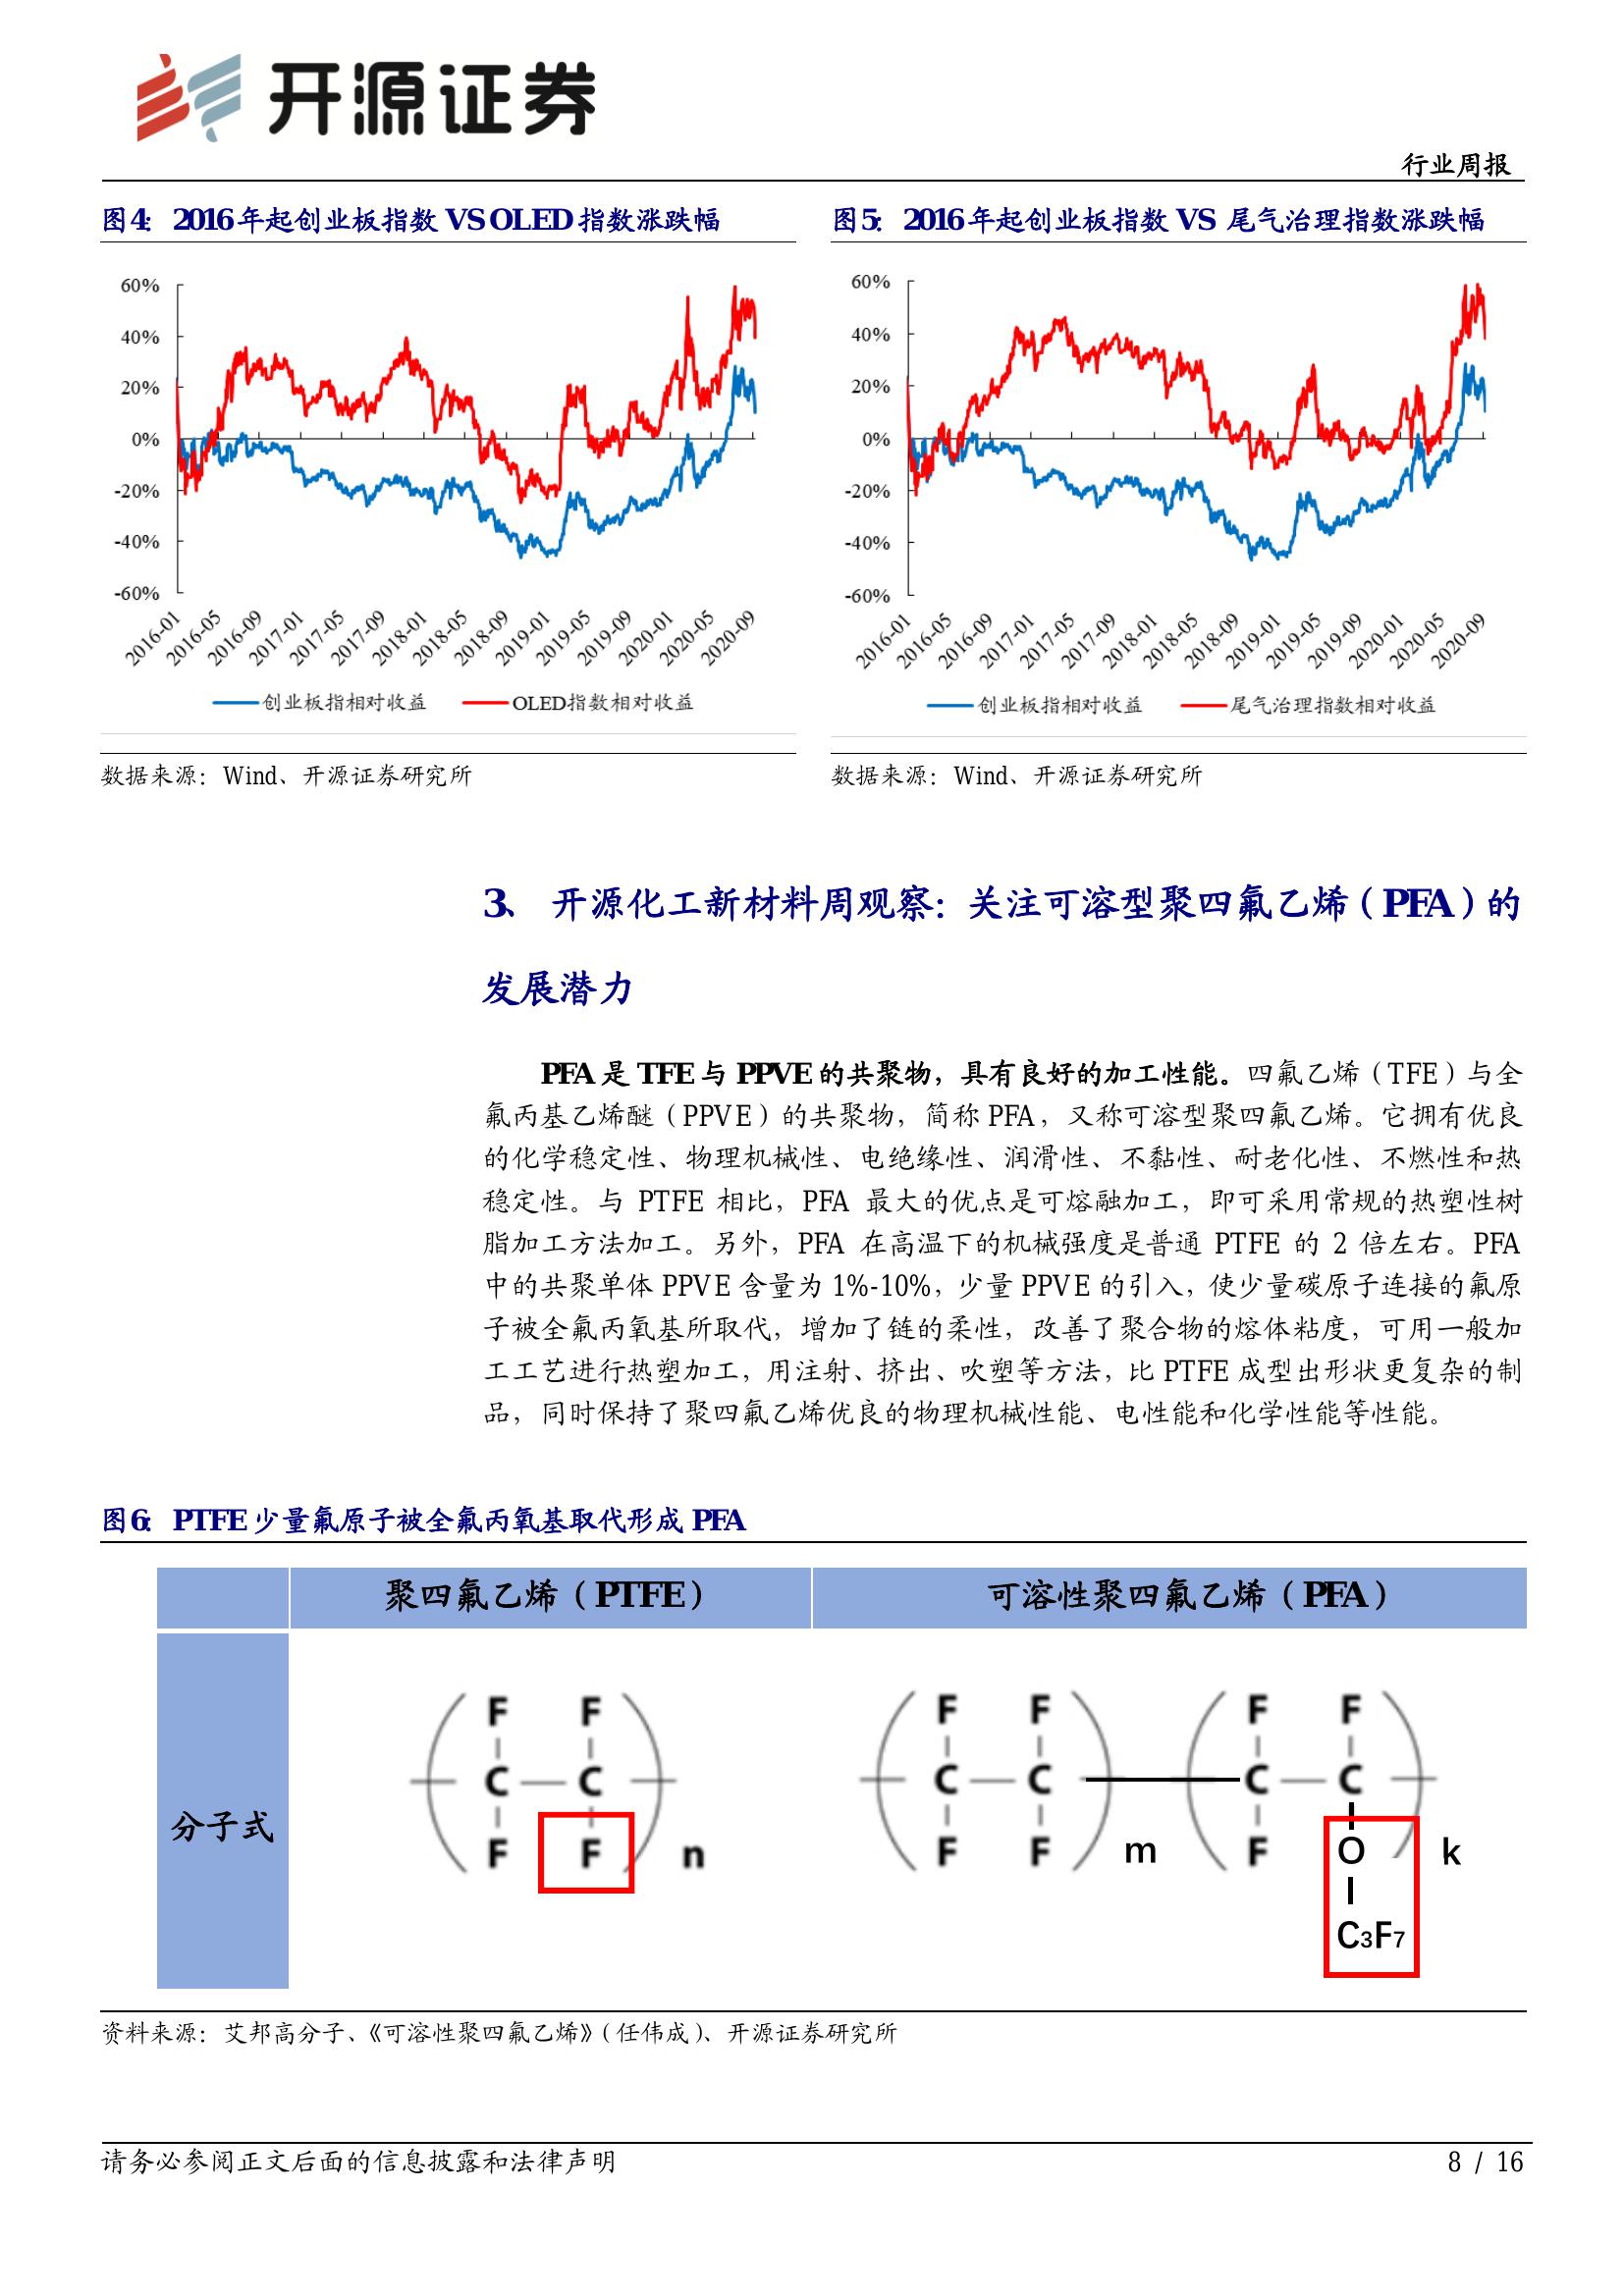 开源证券
行业周报
图4： 2016年起创业板指数 VS OLED 指数涨跌幅
60%
40%
20%
0%
-20%
-40%
-60%
2016-01
2016-05
2016-09
2017-01
2017-05
2017-09
2018-01
2018-05
2018-09
2019-01
2019-05
2019-09
2020-01
2020-05
2020-09
创业板指相对收益
OLED指数相对收益
数据来源：Wind、开源证券研究所
图5： 2016年起创业板指数 VS 尾气治理指数涨跌幅
60%
40%
20%
0%
-20%
-40%
-60%
2016-01
2016-05
2016-09
2017-01
2017-05
2017-09
2018-01
2018-05
2018-09
2019-01
2019-05
2019-09
2020-01
2020-05
2020-09
创业板指相对收益
尾气治理指数相对收益
数据来源：Wind、开源证券研究所
3、 开源化工新材料周观察：关注可溶型聚四氟乙烯（PFA）的
发展潜力
PFA 是 TFE 与 PPVE 的共聚物，具有良好的加工性能。四氟乙烯（TFE）与全
氟丙基乙烯醚（PPVE）的共聚物，简称 PFA，又称可溶型聚四氟乙烯。它拥有优良
的化学稳定性、物理机械性、电绝缘性、润滑性、不黏性、耐老化性、不燃性和热
稳定性。与 PTFE 相比，PFA 最大的优点是可熔融加工，即可采用常规的热塑性树
脂加工方法加工。另外，PFA 在高温下的机械强度是普通 PTFE 的 2 倍左右。PFA
中的共聚单体 PPVE 含量为 1%-10%，少量 PPVE 的引入，使少量碳原子连接的氟原
子被全氟丙氧基所取代，增加了链的柔性，改善了聚合物的熔体粘度，可用一般加
工工艺进行热塑加工，用注射、挤出、吹塑等方法，比 PTFE 成型出形状更复杂的制
品，同时保持了聚四氟乙烯优良的物理机械性能、电性能和化学性能等性能。
图6： PTFE 少量氟原子被全氟丙氧基取代形成 PFA
聚四氟乙烯（PTFE）
可溶性聚四氟乙烯（PFA）
分子式
F F
C C
F F n
F F F F
C C C C
F F m F O k
C3F7
资料来源：艾邦高分子、《可溶性聚四氟乙烯》（任伟成）、开源证券研究所
请务必参阅正文后面的信息披露和法律声明
8 / 16